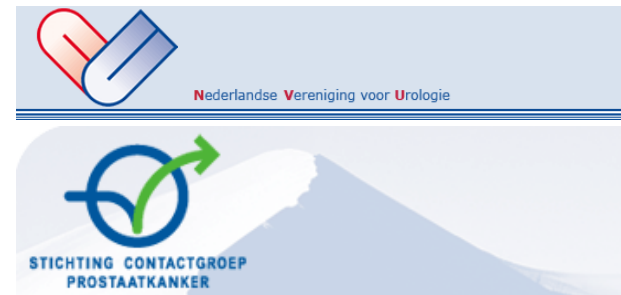 Nederlandse Vereniging voor Urologie
STICHTING CONTACTGROEP
PROSTAATKANKER